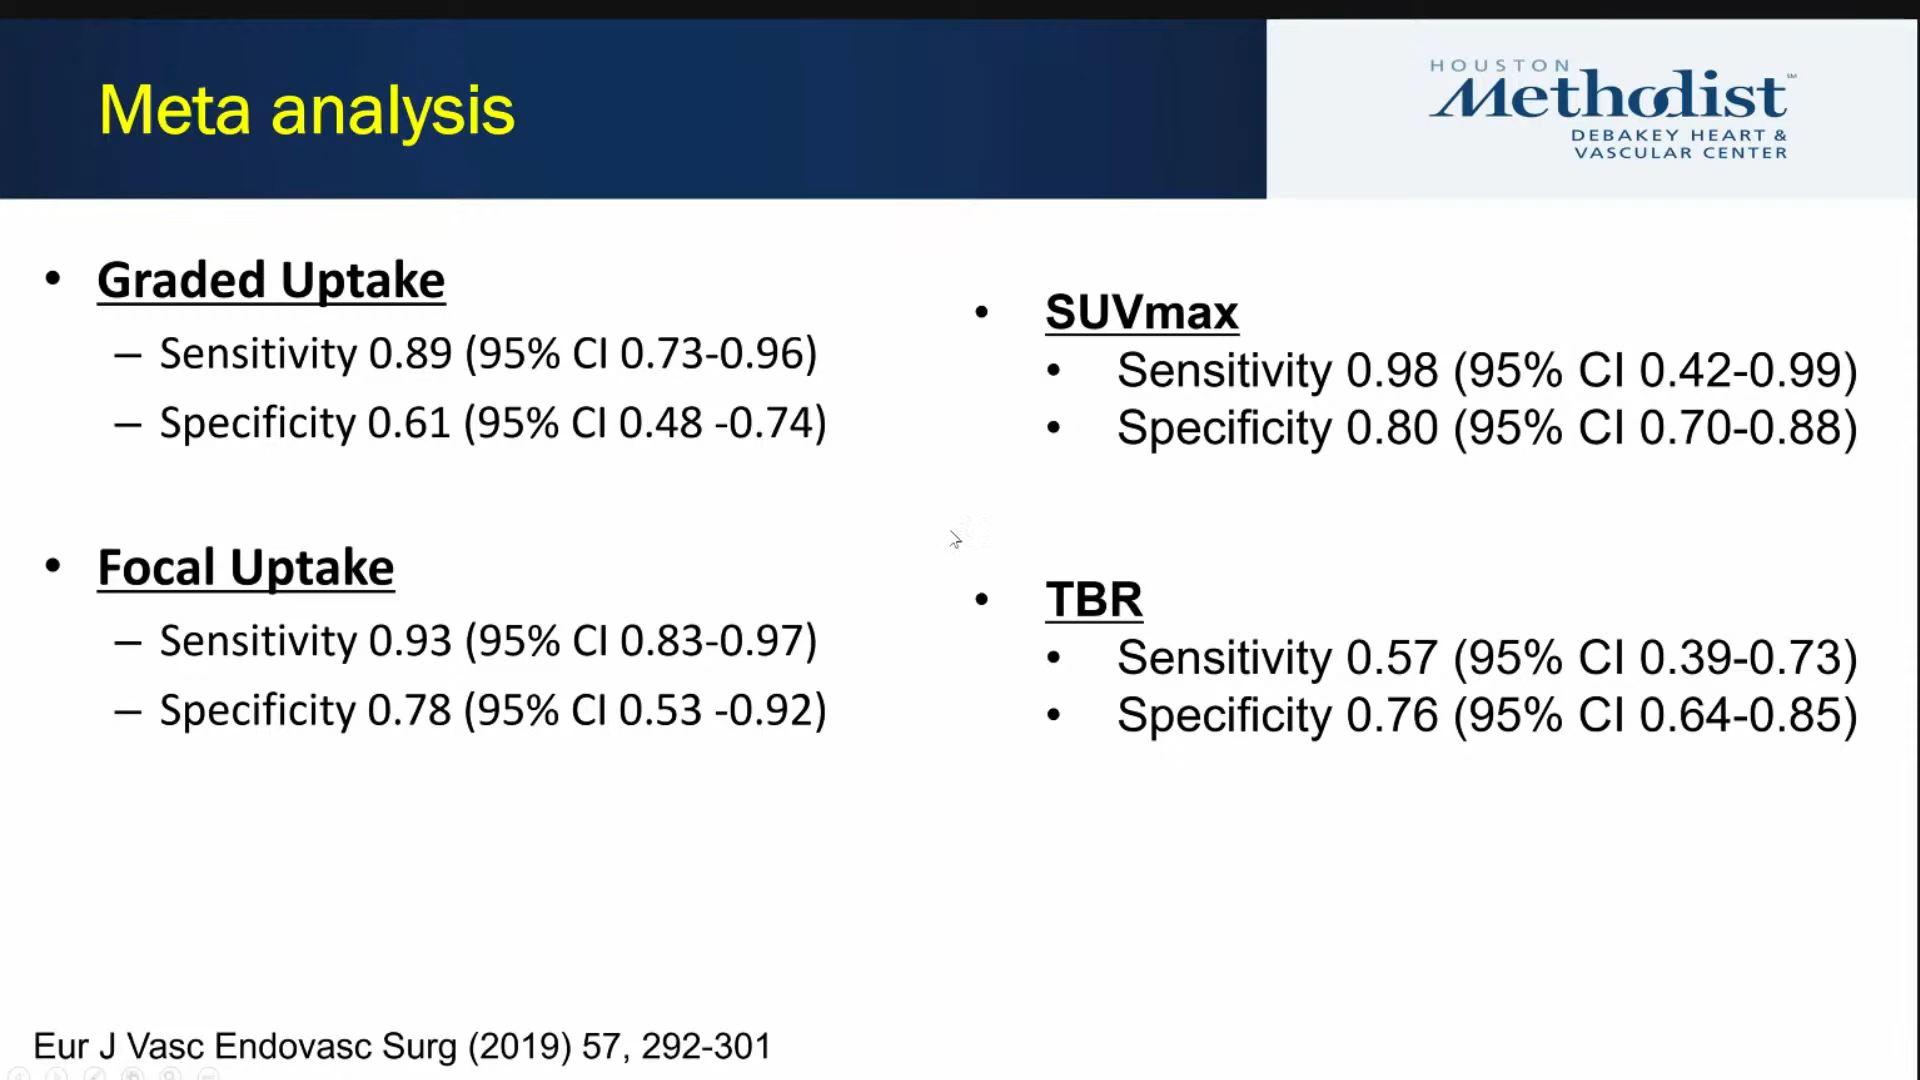 Meta analysis
HOUSTON
Methodist
DEBAKEY HEART &
VASCULAR CENTER
• Graded Uptake
– Sensitivity 0.89 (95% CI 0.73-0.96)
– Specificity 0.61 (95% CI 0.48 -0.74)
• Focal Uptake
– Sensitivity 0.93 (95% CI 0.83-0.97)
– Specificity 0.78 (95% CI 0.53 -0.92)
• SUVmax
• Sensitivity 0.98 (95% CI 0.42-0.99)
• Specificity 0.80 (95% CI 0.70-0.88)
• TBR
• Sensitivity 0.57 (95% CI 0.39-0.73)
• Specificity 0.76 (95% CI 0.64-0.85)
Eur J Vasc Endovasc Surg (2019) 57, 292-301